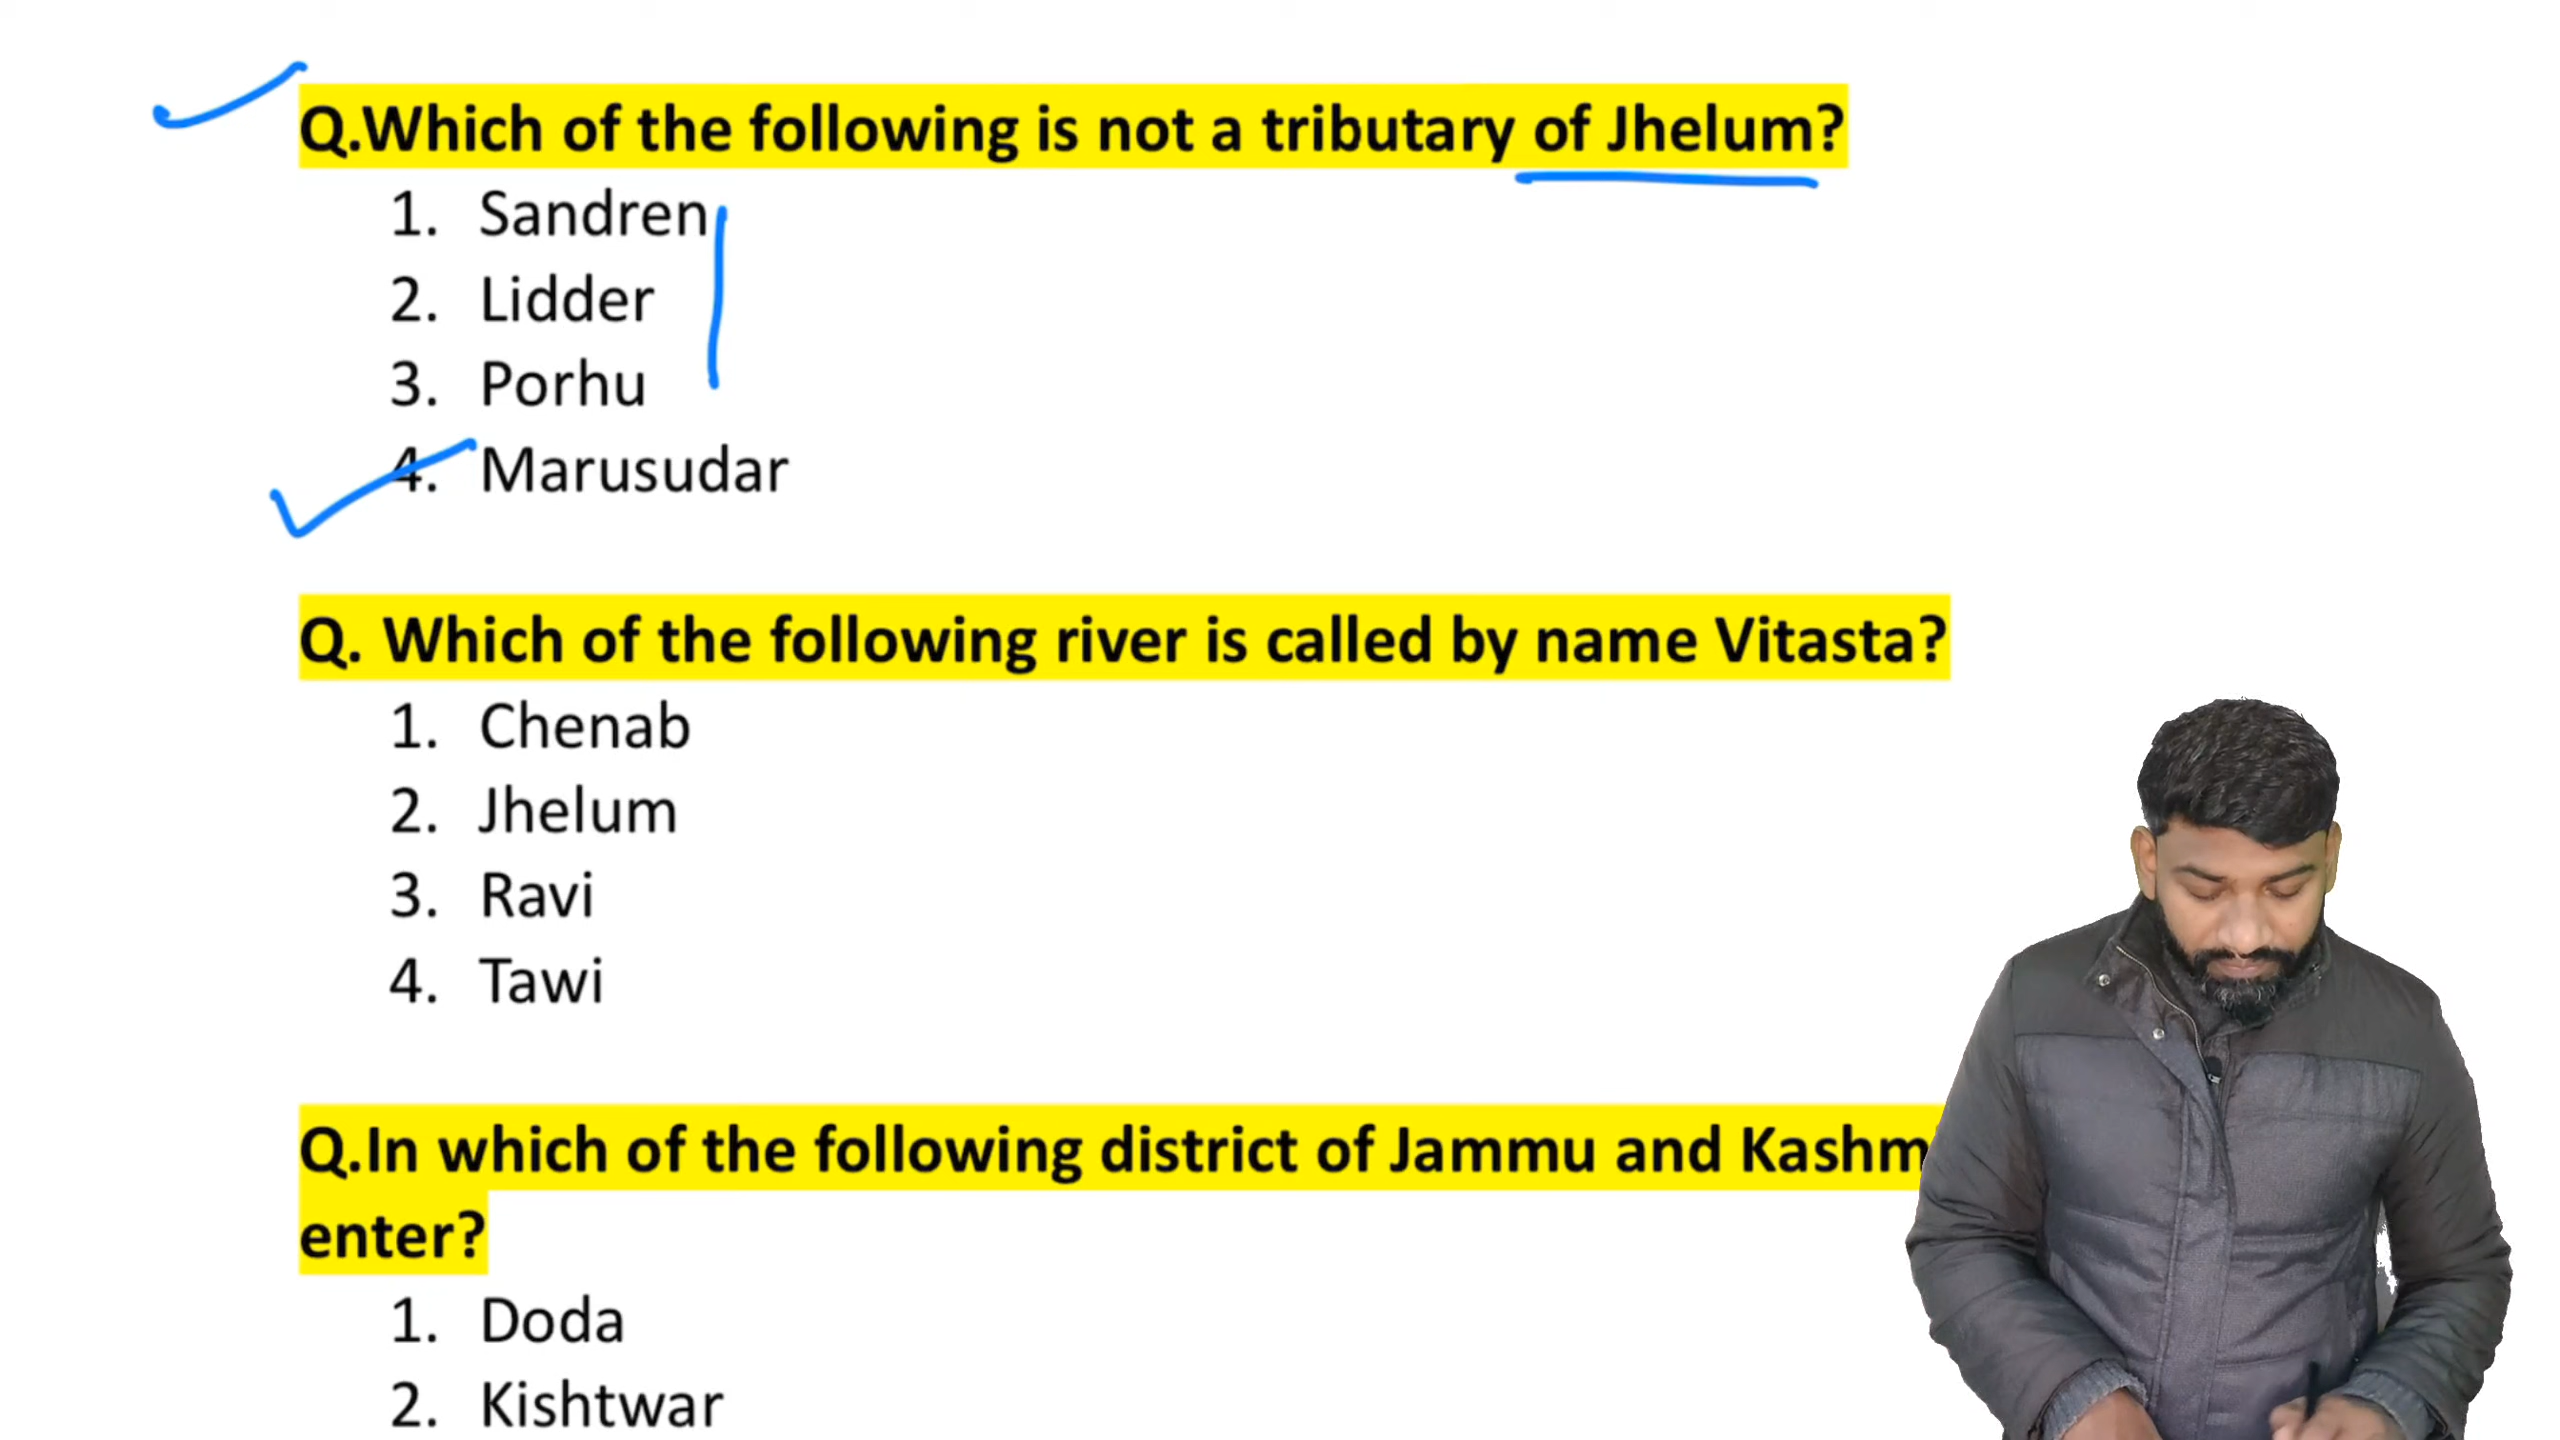 Q.Which of the following is not a tributary of Jhelum?
1. Sandren
2. Lidder
3. Porhu
4. Marusudar
Q. Which of the following river is called by name Vitasta?
1. Chenab
2. Jhelum
3. Ravi
4. Tawi
Q.In which of the following district of Jammu and
enter?
1. Doda
2. Kishtwar